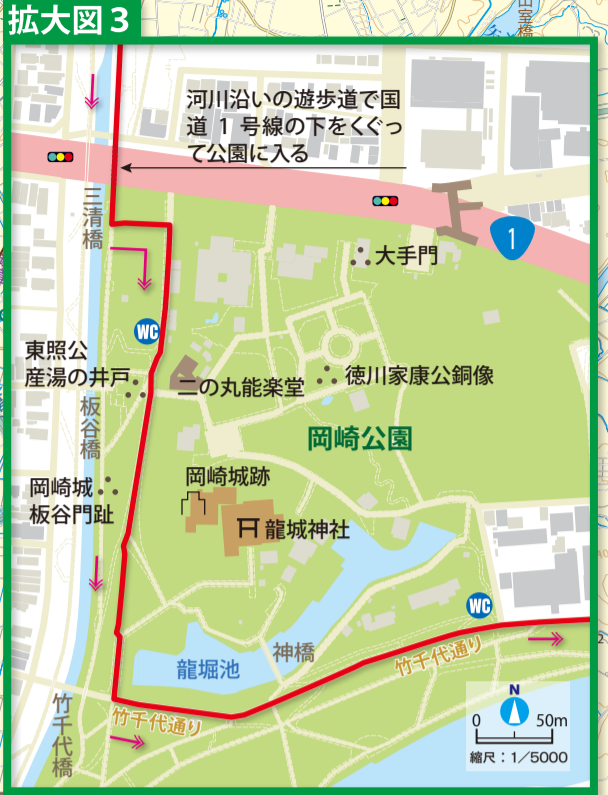 拡大図3
田室橋
河川沿いの遊歩道で国
道 1 号線の下をくぐっ
て公園に入る
三清橋
1
大手門
WC
東照公
産湯の井戸
二の丸能楽堂
徳川家康公銅像
板谷橋
岡崎公園
岡崎城跡
岡崎城
板谷門趾
龍城神社
WC
神橋
龍堀池
竹千代通り
竹千代橋
竹千代通り
N
0 50m
縮尺：1／5000